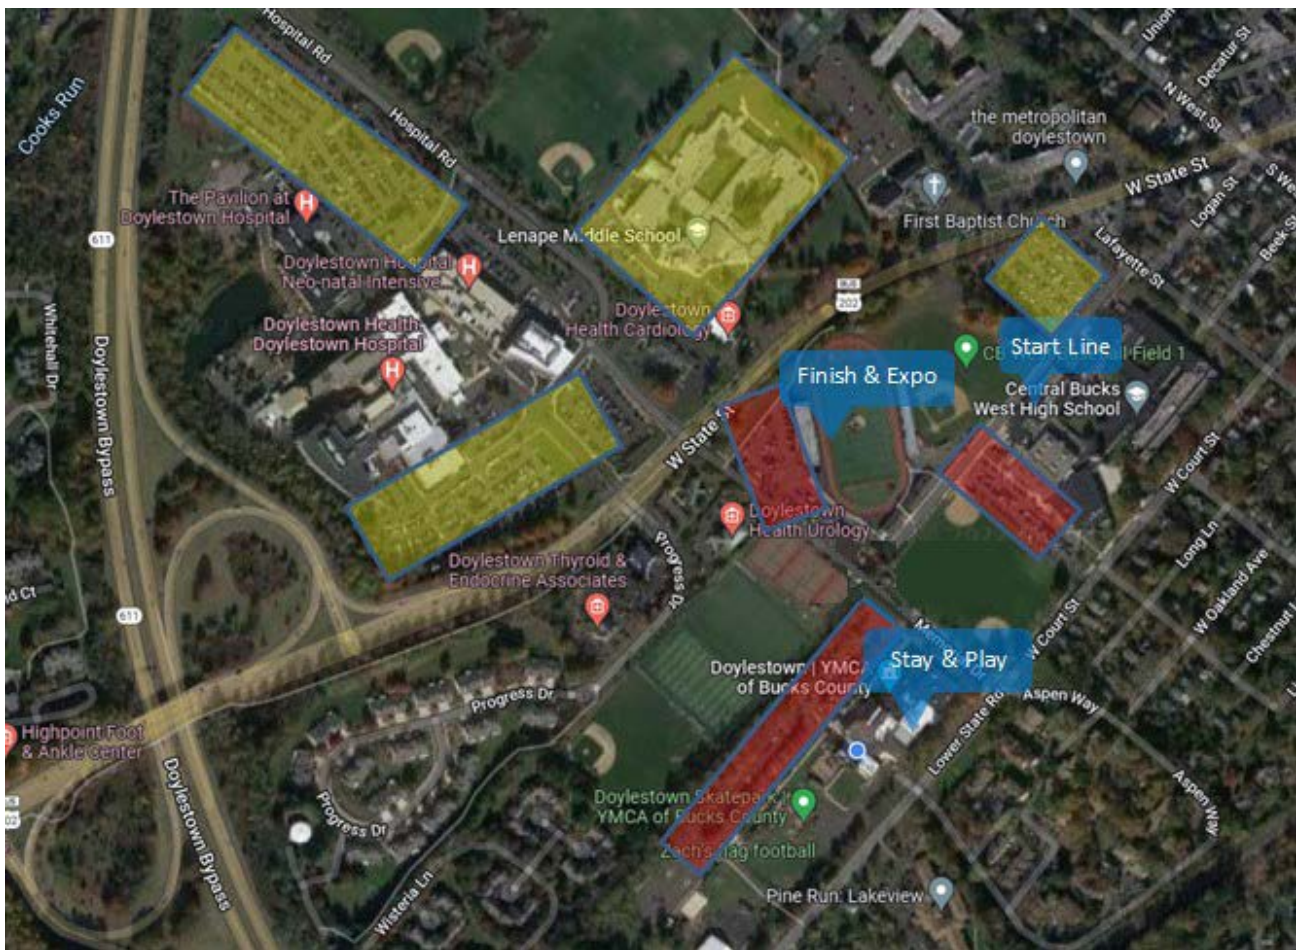 Hospital Rd
Cooks Run
Hospital Rd
Union
Decatur St
N West St
the metropolitan
doylestown
W State St
The Pavilion at
Doylestown Hospital
611
Lenape Middle School
First Baptist Church
Logan St
Beek St
Lafayette St
Doylestown Hospital
Neo-natal Intensive...
BUS
202
Doylestown
Health Cardiology
Doylestown Health:
Doylestown Hospital
Whitehall Dr
Doylestown Bypass
Finish & Expo
Start Line
Field 1
Central Bucks
West High School
W State St
W Court St
Doylestown
Health Urology
Long Ln
Doylestown Thyroid &
Endocrine Associates
Progress Dr
W Oakland Ave
Chestnut
611
W Court St
Stay & Play
Doylestown | YMCA
of Bucks County
Aspen Way
Progress Dr
Lower State Rd
Highpoint Foot
& Ankle Center
Doylestown Bypass
Progress Dr
Doylestown Skatepark
YMCA of Bucks County
Zach's flag football
Aspen Way
Wisteria Ln
Pine Run: Lakeview